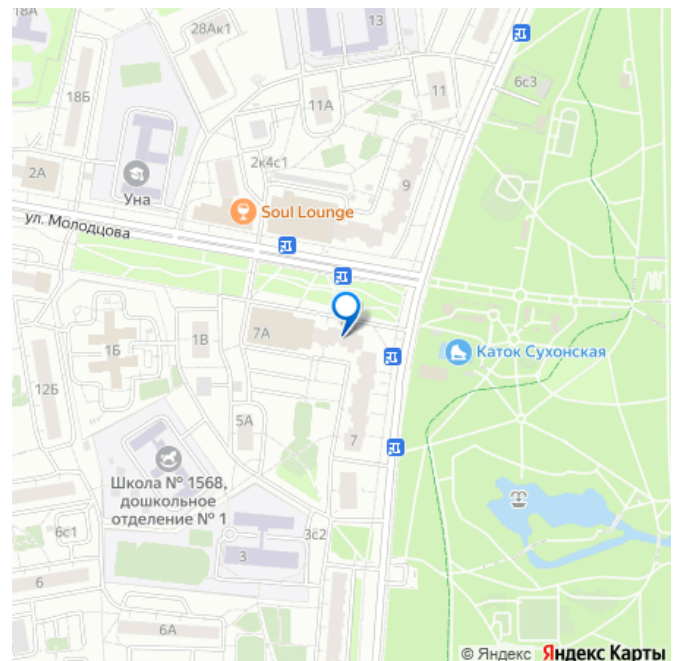 18А
28Ак1
13
6с3
18Б
11А
11
2А
2к4с1
9
Уна
Soul Lounge
ул. Молодцова
7А
1Б
1В
Каток Сухонская
12Б
5А
7
Школа № 1568,
дошкольное
отделение № 1
6с1
3с2
3
6
6А
© Яндекс Яндекс Карты